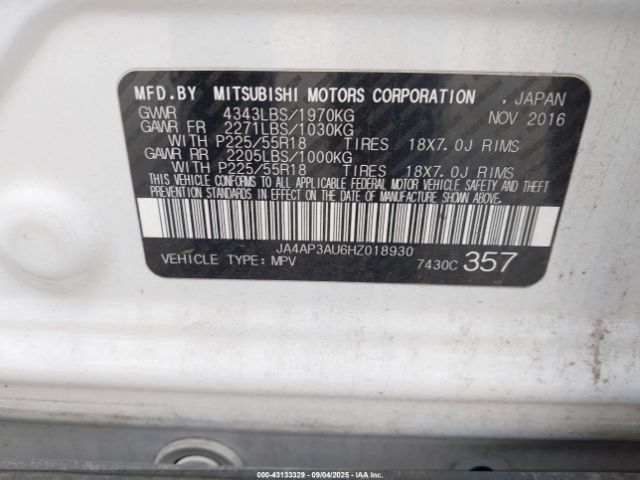 MFD.BY MITSUBISHI MOTORS CORPORATION , JAPAN
GVWR 4343LBS/1970KG NOV 2016
GAWR FR 2271LBS/1030KG
WITH P225/55R18 TIRES 18X7.0J RIMS
GAWR RR 2205LBS/1000KG
WITH P225/55R18 TIRES 18X7.0J RIMS
THIS VEHICLE CONFORMS TO ALL APPLICABLE FEDERAL MOTOR VEHICLE SAFETY AND THEFT
PREVENTION STANDARDS IN EFFECT ON THE DATE OF MANUFACTURE SHOWN ABOVE.
JA4AP3AU6HZ018930
VEHICLE TYPE: MPV 7430C 357
000-43133329 - 09/04/2025 - IAAI.COM